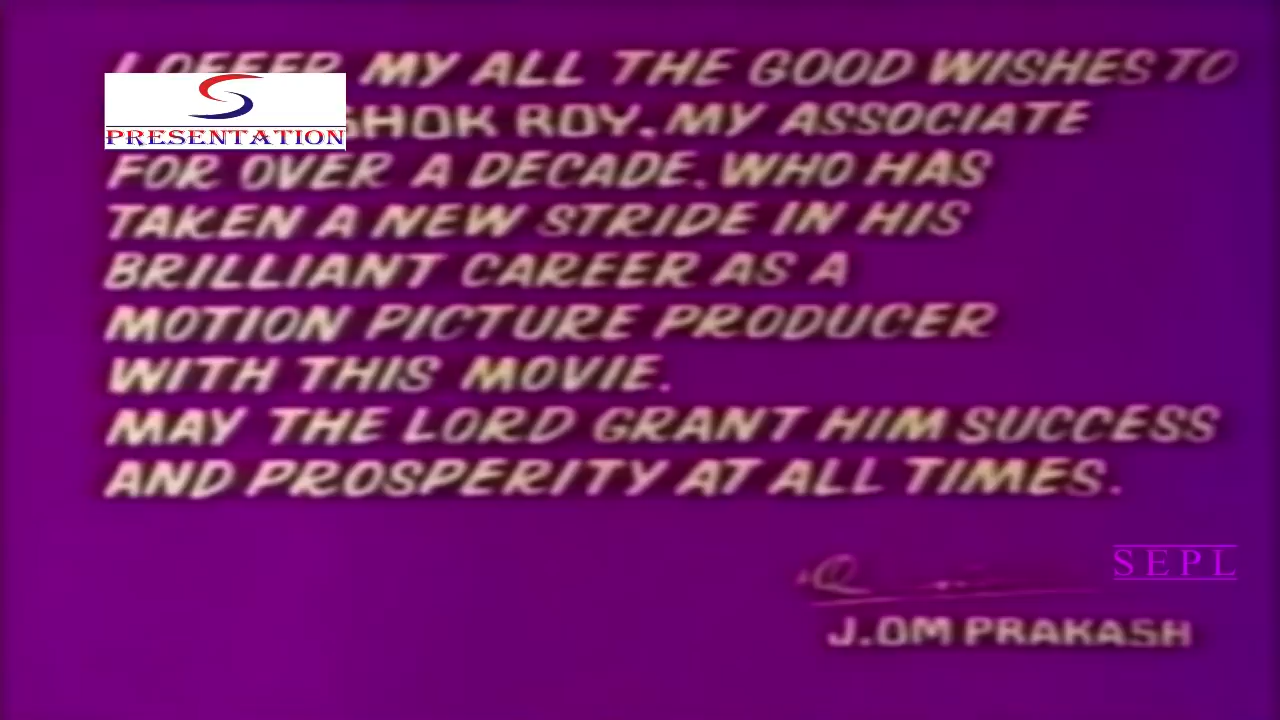 I OFFER MY ALL THE GOOD WISHES TO
PRESENTATION
SHOK ROY, MY ASSOCIATE
FOR OVER A DECADE. WHO HAS
TAKEN A NEW STRIDE IN HIS
BRILLIANT CAREER AS A
MOTION PICTURE PRODUCER
WITH THIS MOVIE.
MAY THE LORD GRANT HIM SUCCESS
AND PROSPERITY AT ALL TIMES.
SEPL
J.OM PRAKASH